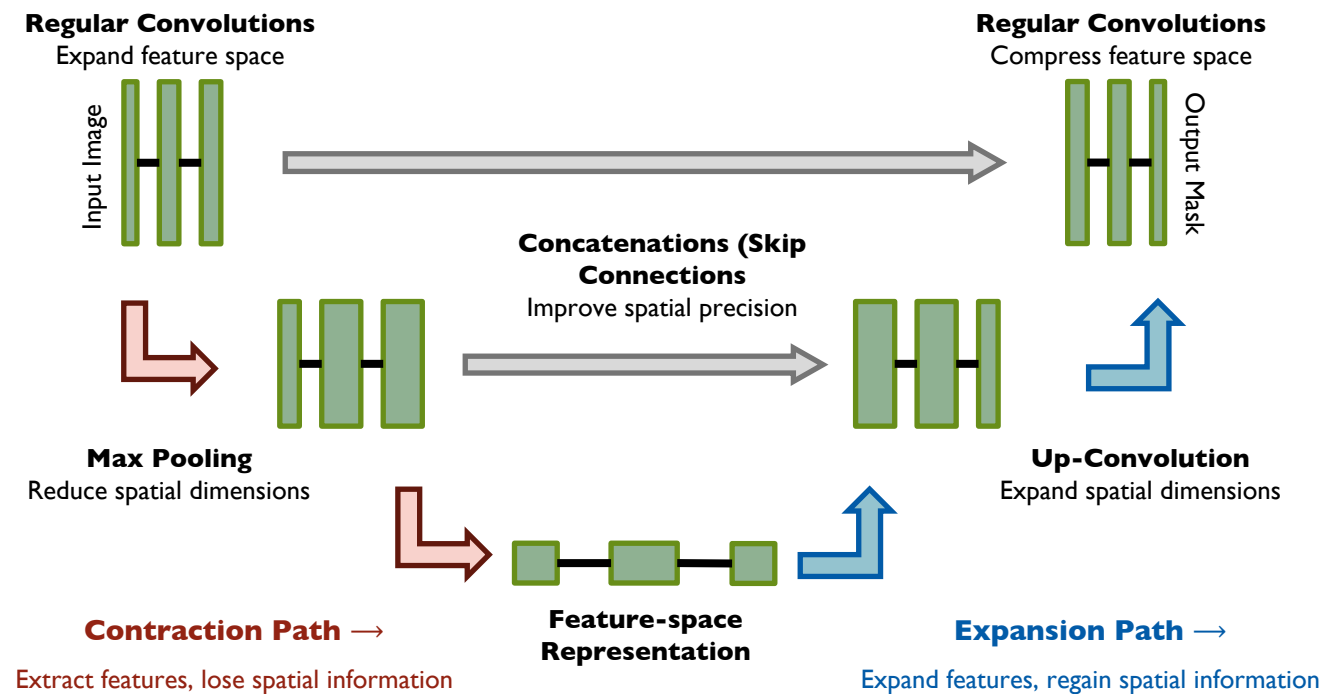 Regular Convolutions
Expand feature space
Input Image
Regular Convolutions
Compress feature space
Output Mask
Concatenations (Skip
Connections
Improve spatial precision
Max Pooling
Reduce spatial dimensions
Up-Convolution
Expand spatial dimensions
Feature-space
Representation
Contraction Path →
Extract features, lose spatial information
Expansion Path →
Expand features, regain spatial information